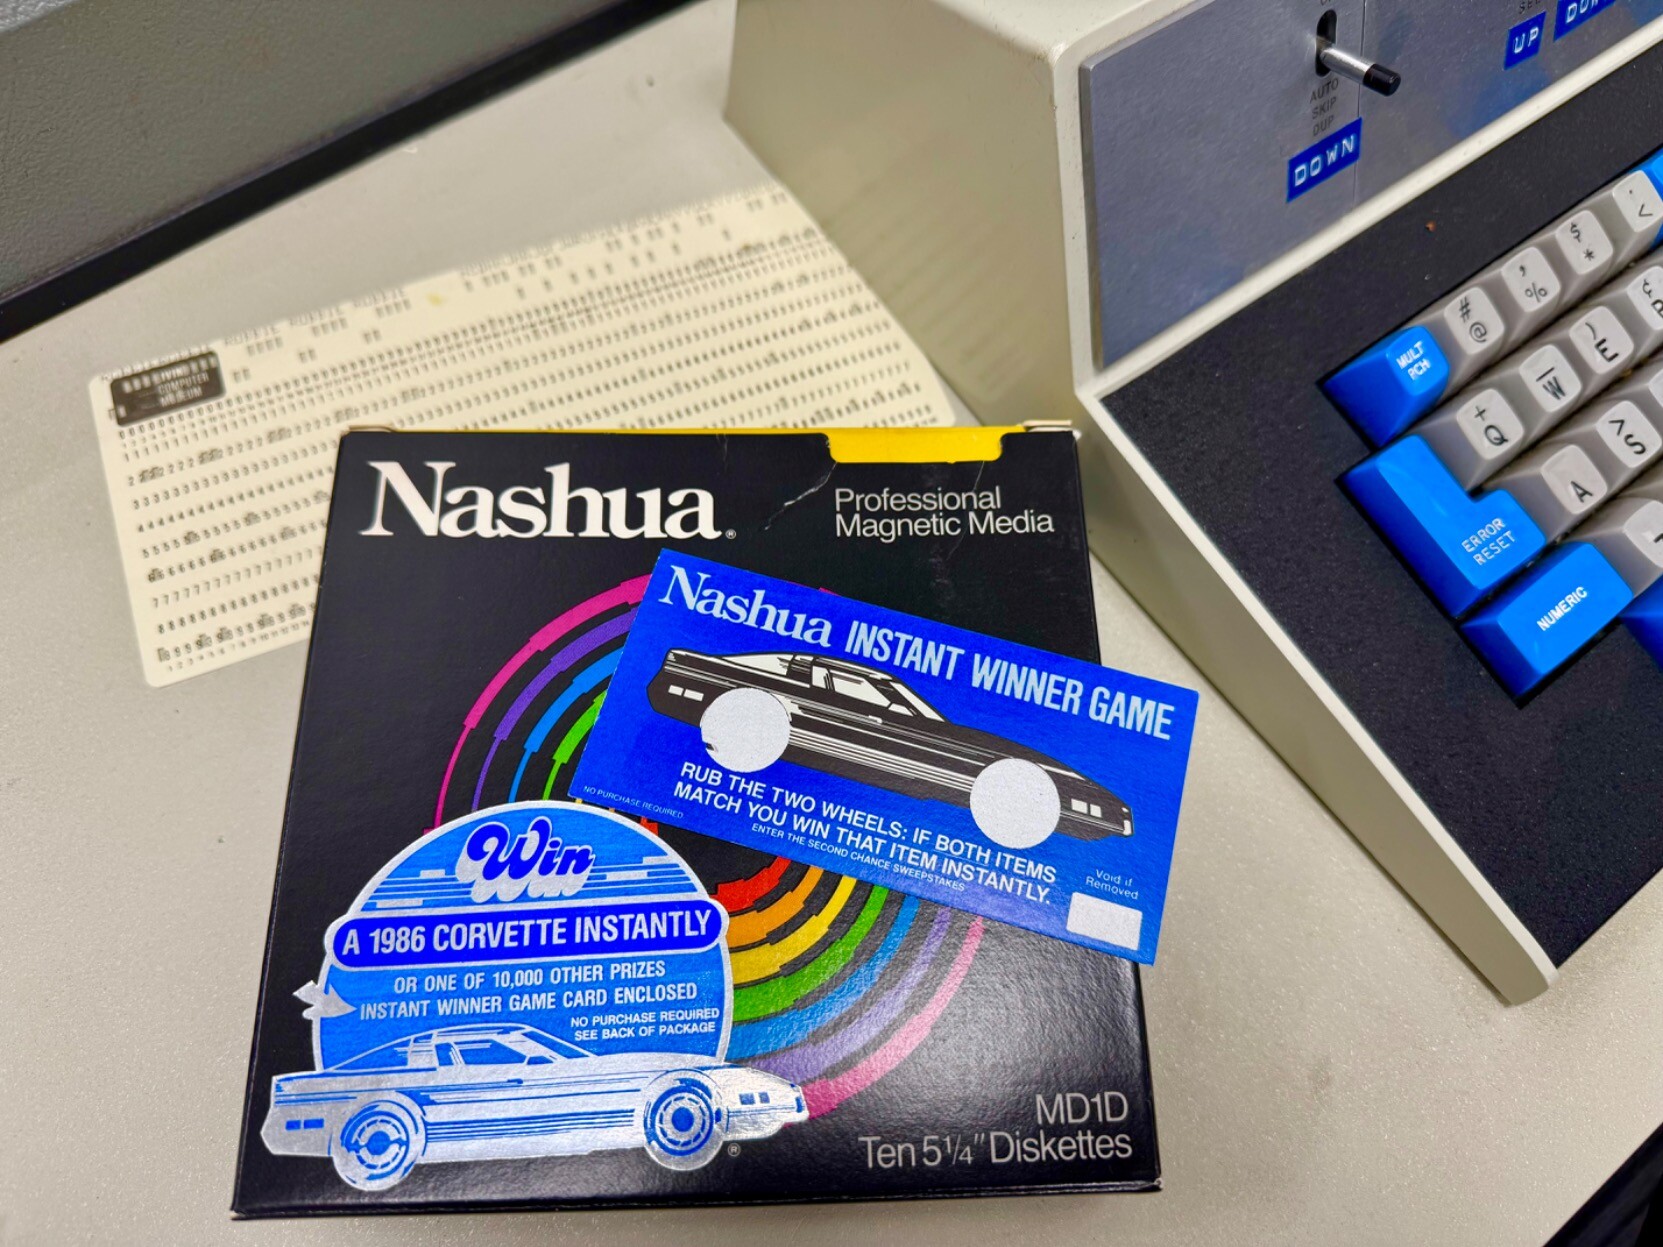 AUTO
SKIP
DUP
DOWN
UP
MULT
PCH
#
@
%
$
*
+
Q
W
E
A
S
ERROR
RESET
NUMERIC
COMPUTER
MUSEUM
Nashua®
Professional
Magnetic Media
Nashua INSTANT WINNER GAME
RUB THE TWO WHEELS: IF BOTH ITEMS
MATCH YOU WIN THAT ITEM INSTANTLY.
ENTER THE SECOND CHANCE SWEEPSTAKES
NO PURCHASE REQUIRED
Void if
Removed
Win
A 1986 CORVETTE INSTANTLY
OR ONE OF 10,000 OTHER PRIZES
INSTANT WINNER GAME CARD ENCLOSED
NO PURCHASE REQUIRED
SEE BACK OF PACKAGE
®
MD1D
Ten 5 1/4" Diskettes